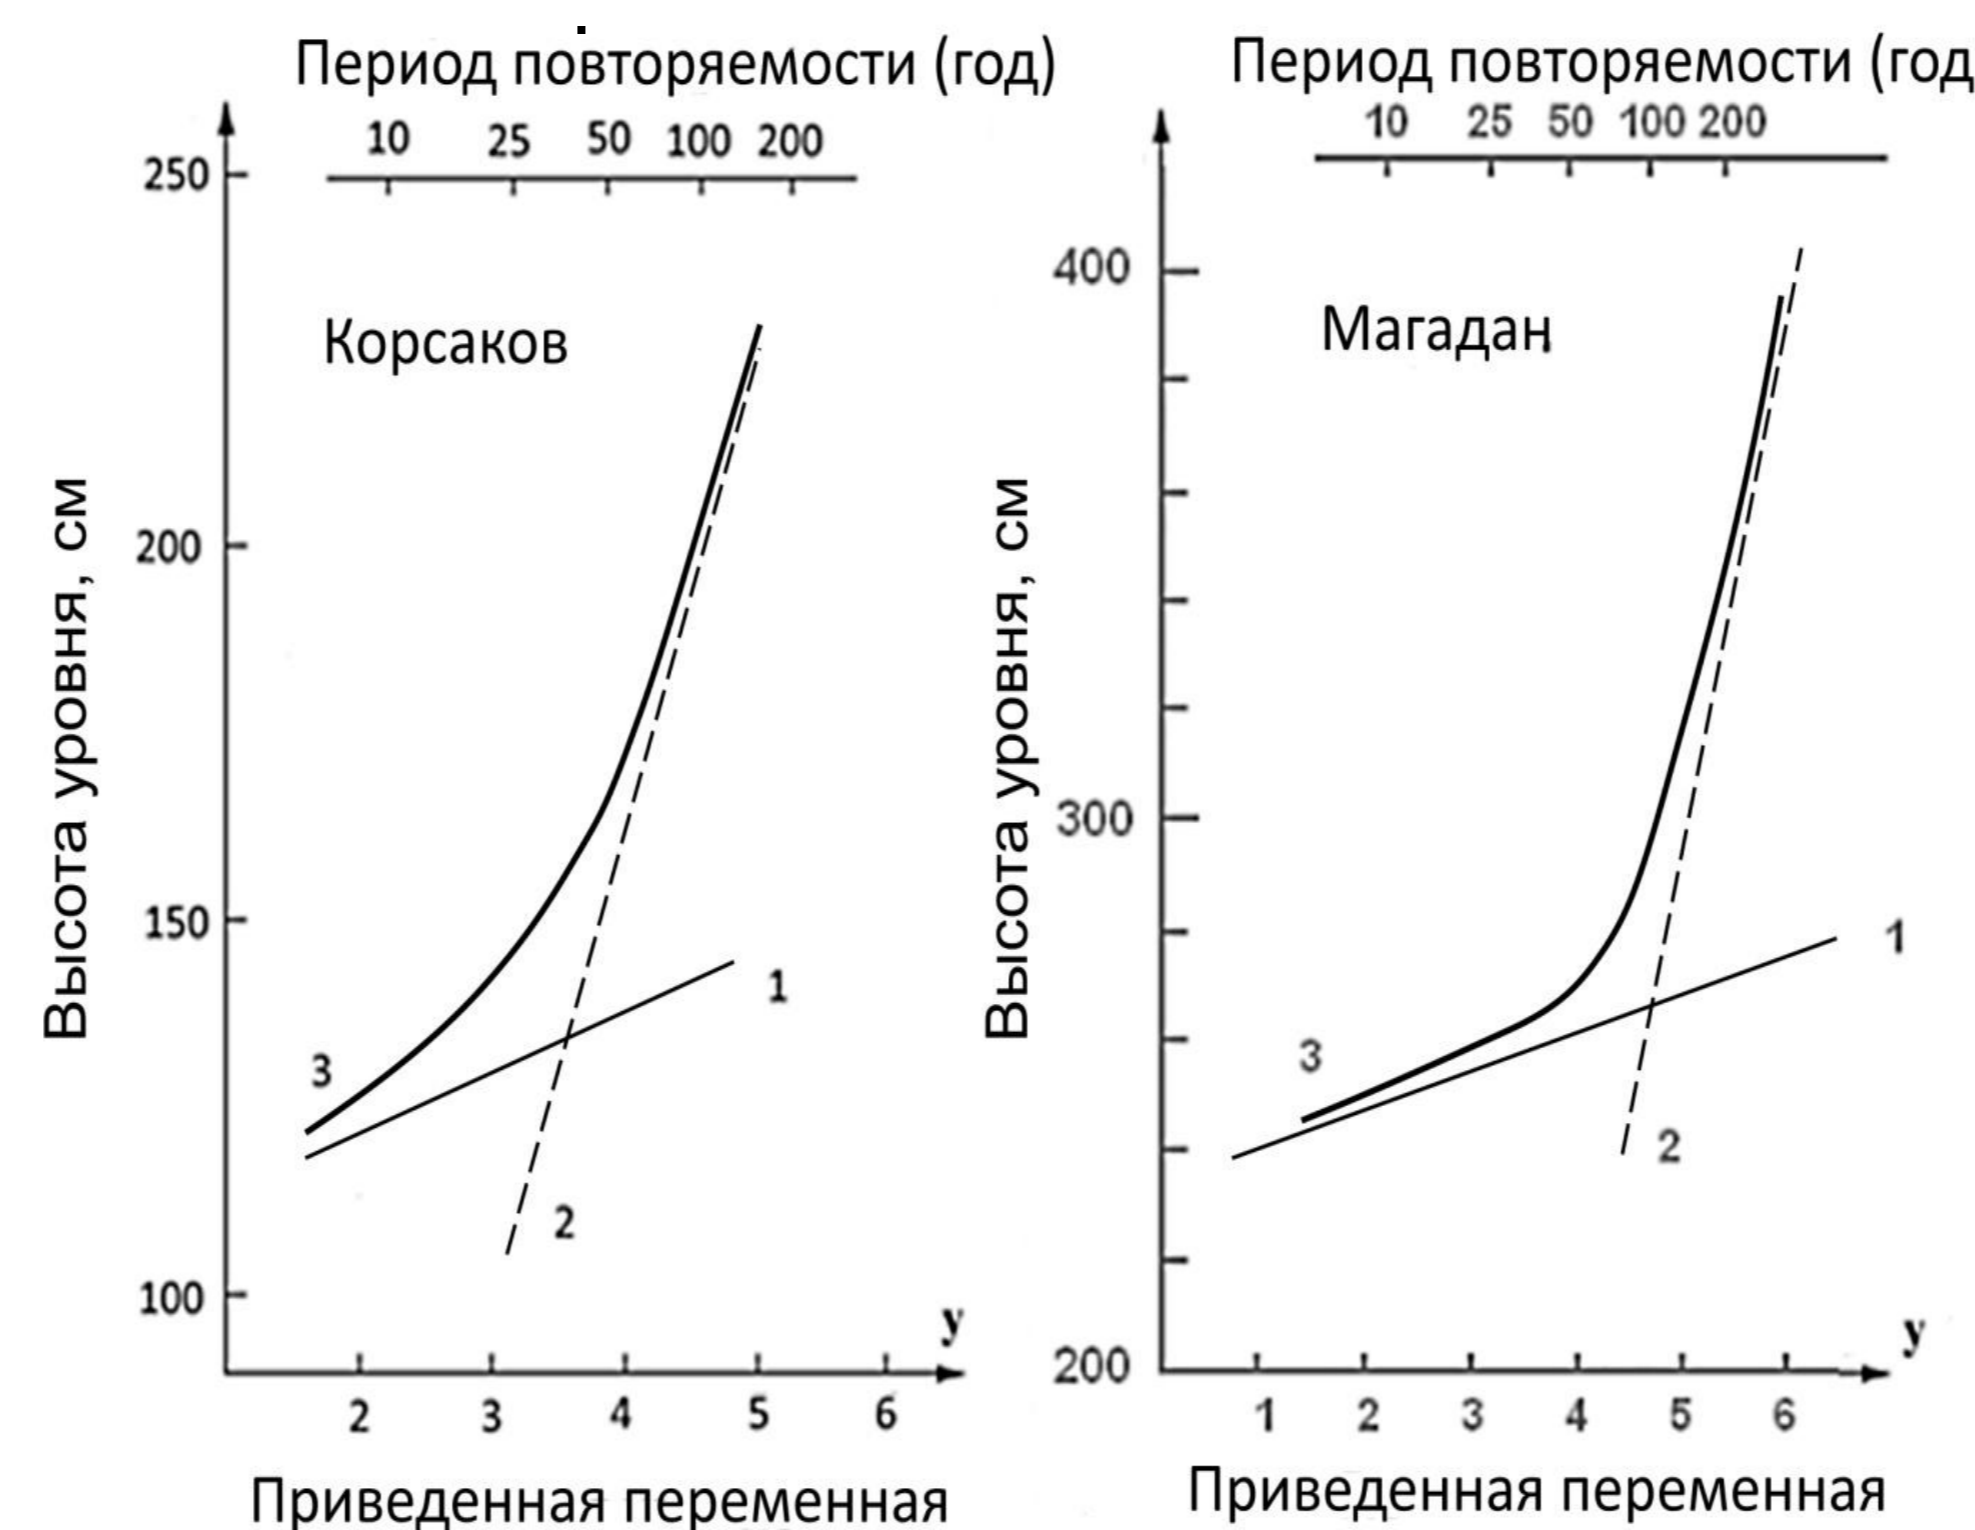 Период повторяемости (год)
10 25 50 100 200
250
200
150
100
Высота уровня, см
Корсаков
1
2
3
y
2 3 4 5 6
Приведенная переменная
Период повторяемости (год
10 25 50 100 200
400
300
200
Высота уровня, см
Магадан
1
3
2
y
1 2 3 4 5 6
Приведенная переменная